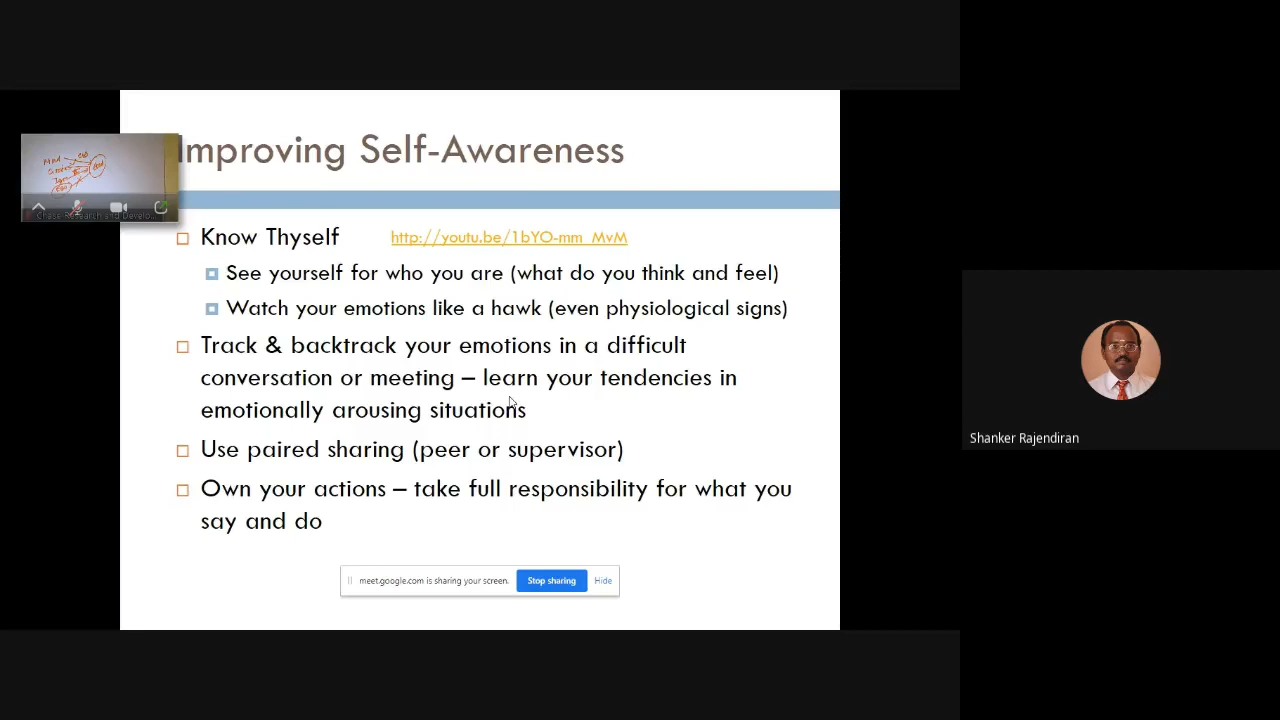 Improving Self-Awareness
Know Thyself http://youtu.be/1bYO-mm_MvM
See yourself for who you are (what do you think and feel)
Watch your emotions like a hawk (even physiological signs)
Track & backtrack your emotions in a difficult
conversation or meeting – learn your tendencies in
emotionally arousing situations
Use paired sharing (peer or supervisor)
Own your actions – take full responsibility for what you
say and do
meet.google.com is sharing your screen. Stop sharing Hide
Chase Research and Develo...
Shanker Rajendiran